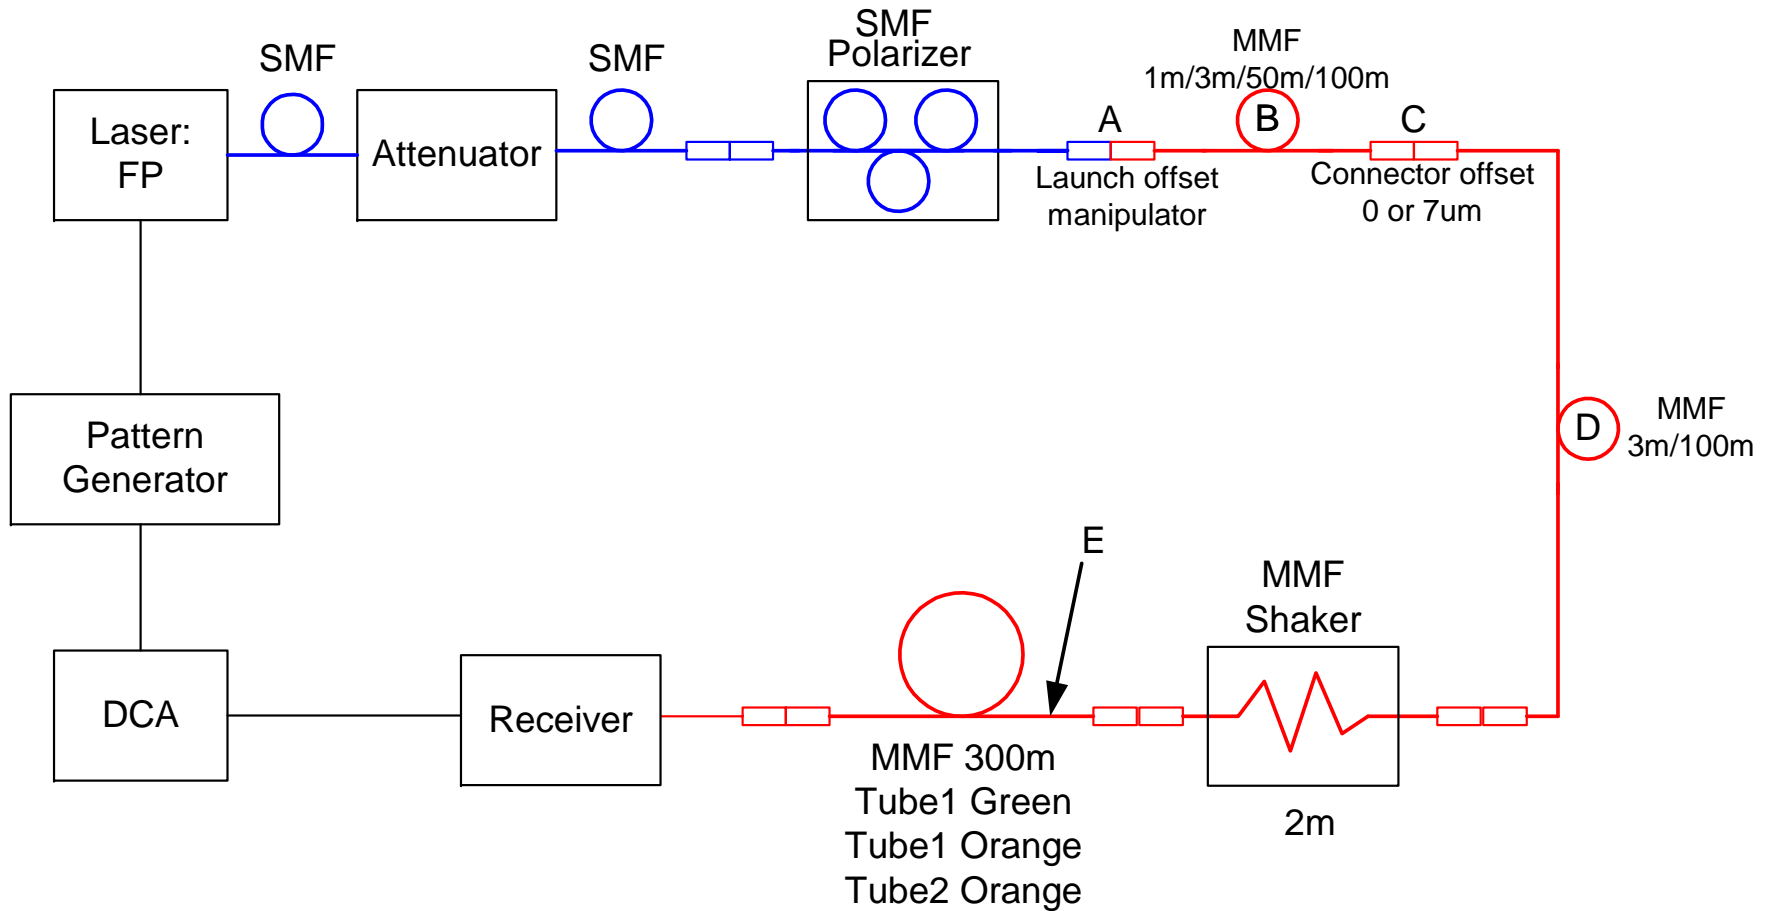 SMF
SMF
SMF
Polarizer
MMF
1m/3m/50m/100m
Laser:
FP
Attenuator
A
B
C
Launch offset
manipulator
Connector offset
0 or 7um
Pattern
Generator
D
MMF
3m/100m
E
MMF
Shaker
DCA
Receiver
MMF 300m
Tube1 Green
Tube1 Orange
Tube2 Orange
2m